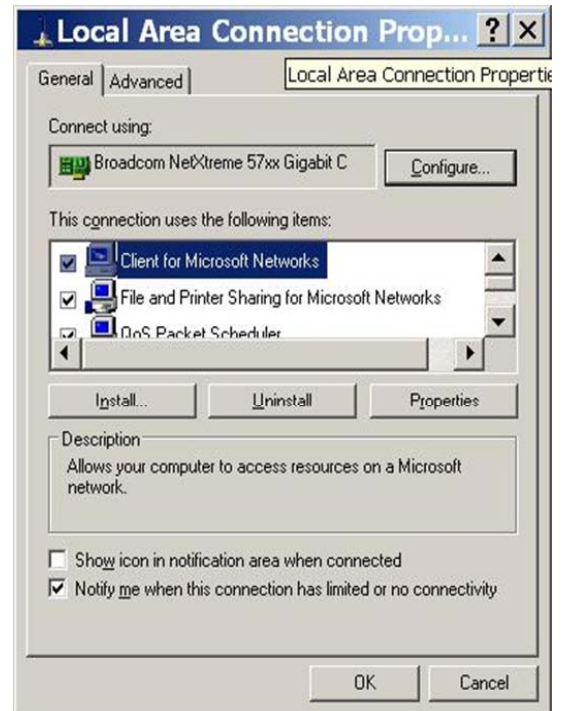 Local Area Connection Prop... ? X
Local Area Connection Propertie
General Advanced
Connect using:
Broadcom NetXtreme 57xx Gigabit C Configure...
This connection uses the following items:
Client for Microsoft Networks
File and Printer Sharing for Microsoft Networks
QoS Packet Scheduler
Install... Uninstall Properties
Description
Allows your computer to access resources on a Microsoft
network.
Show icon in notification area when connected
Notify me when this connection has limited or no connectivity
OK Cancel